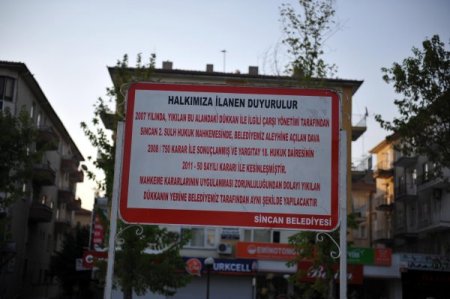 HALKIMIZA İLANEN DUYURULUR
2007 YILINDA, YIKILAN BU ALANDAKİ DÜKKAN İLE İLGİLİ ÇARŞI YÖNETİMİ TARAFINDAN
SİNCAN 2. SULH HUKUK MAHKEMESİNDE, BELEDİYEMİZ ALEYHİNE AÇILAN DAVA
2008 / 750 KARAR İLE SONUÇLANMIŞ VE YARGITAY 18. HUKUK DAİRESİNİN
2011 - 50 SAYILI KARARI İLE KESİNLEŞMİŞTİR.
MAHKEME KARARLARININ UYGULANMASI ZORUNLULUĞUNDAN DOLAYI YIKILAN
DÜKKANIN YERİNE BELEDİYEMİZ TARAFINDAN AYNI ŞEKİLDE YAPILACAKTIR
SİNCAN BELEDİYESİ
TURKCELL